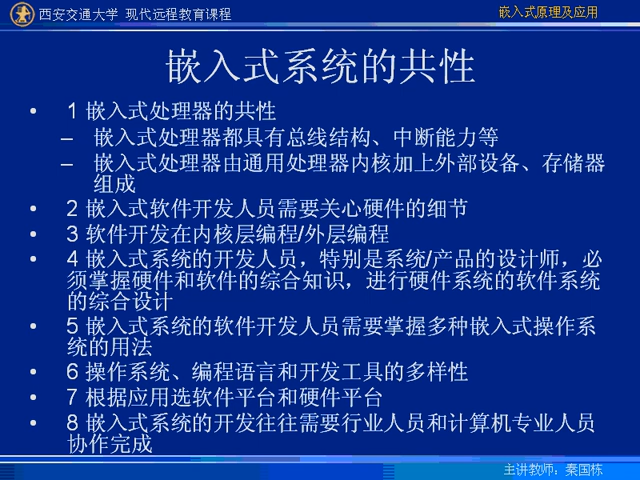 西安交通大学 现代远程教育课程
嵌入式原理及应用
嵌入式系统的共性
• 1 嵌入式处理器的共性
– 嵌入式处理器都具有总线结构、中断能力等
– 嵌入式处理器由通用处理器内核加上外部设备、存储器
组成
• 2 嵌入式软件开发人员需要关心硬件的细节
• 3 软件开发在内核层编程/外层编程
• 4 嵌入式系统的开发人员，特别是系统/产品的设计师，必
须掌握硬件和软件的综合知识，进行硬件系统的软件系统
的综合设计
• 5 嵌入式系统的软件开发人员需要掌握多种嵌入式操作系
统的用法
• 6 操作系统、编程语言和开发工具的多样性
• 7 根据应用选软件平台和硬件平台
• 8 嵌入式系统的开发往往需要行业人员和计算机专业人员
协作完成
主讲教师：秦国栋